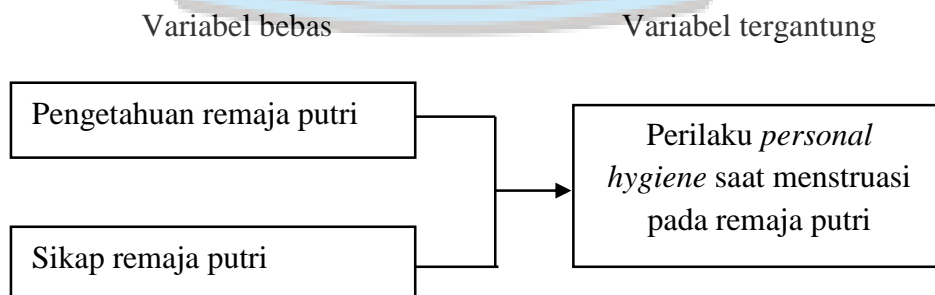 Variabel bebas
Variabel tergantung
Pengetahuan remaja putri
Perilaku personal
hygiene saat menstruasi
pada remaja putri
Sikap remaja putri